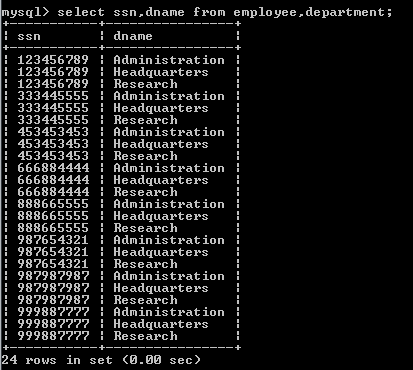 mysql> select ssn,dname from employee,department;
+-----------+----------------+
| ssn | dname |
+-----------+----------------+
| 123456789 | Administration |
| 123456789 | Headquarters |
| 123456789 | Research |
| 333445555 | Administration |
| 333445555 | Headquarters |
| 333445555 | Research |
| 453453453 | Administration |
| 453453453 | Headquarters |
| 453453453 | Research |
| 666884444 | Administration |
| 666884444 | Headquarters |
| 666884444 | Research |
| 888665555 | Administration |
| 888665555 | Headquarters |
| 888665555 | Research |
| 987654321 | Administration |
| 987654321 | Headquarters |
| 987654321 | Research |
| 987987987 | Administration |
| 987987987 | Headquarters |
| 987987987 | Research |
| 999887777 | Administration |
| 999887777 | Headquarters |
| 999887777 | Research |
+-----------+----------------+
24 rows in set (0.00 sec)